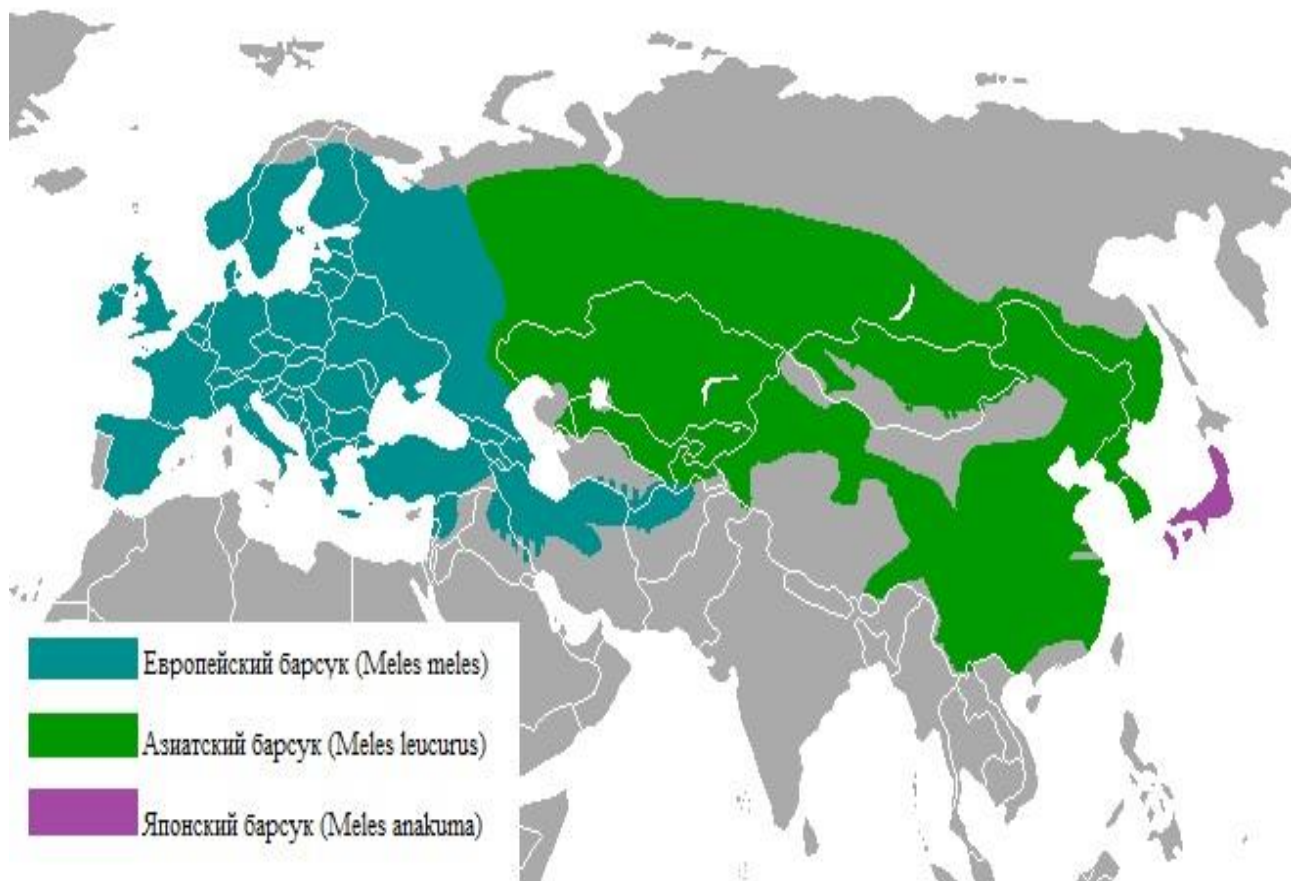 Европейский барсук (Meles meles)
Азиатский барсук (Meles leucurus)
Японский барсук (Meles anakuma)